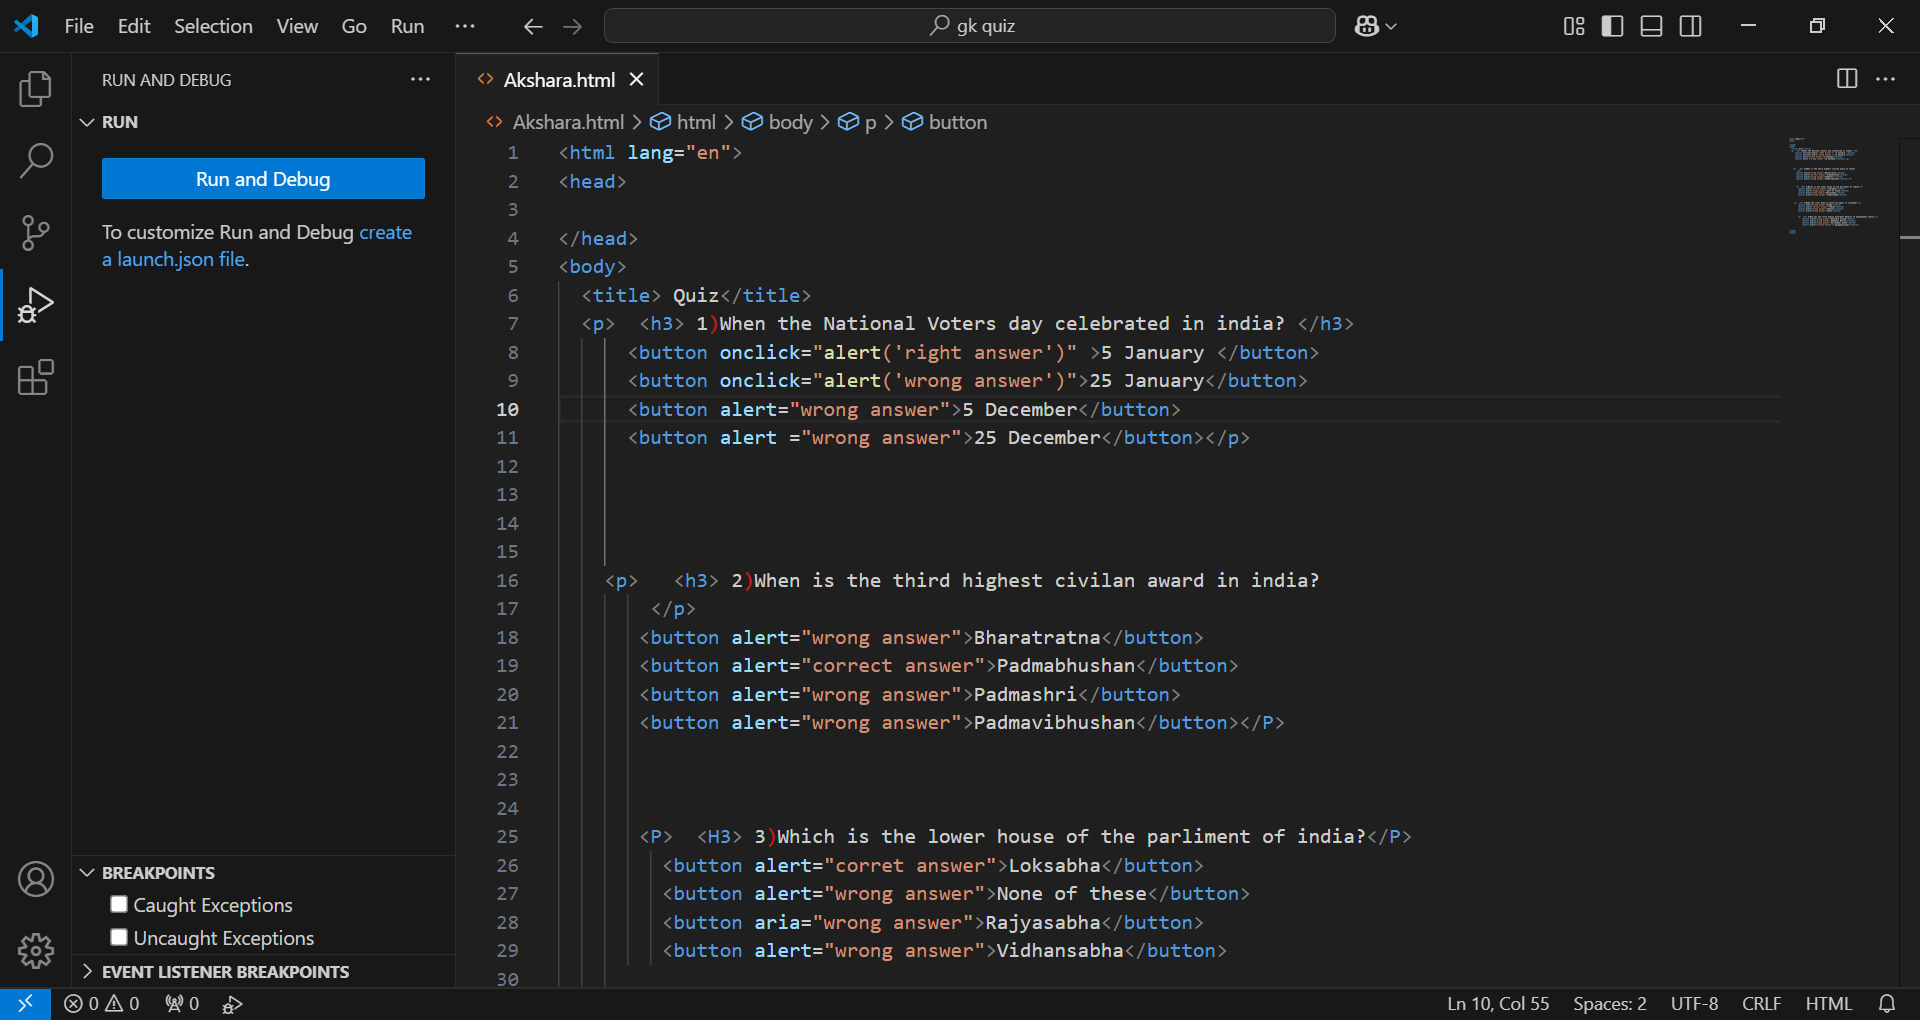 File Edit Selection View Go Run ··· gk quiz
RUN AND DEBUG ···
RUN
Run and Debug
To customize Run and Debug create
a launch.json file.
BREAKPOINTS
Caught Exceptions
Uncaught Exceptions
EVENT LISTENER BREAKPOINTS
Akshara.html
Akshara.html > html > body > p > button
1 <html lang="en">
2 <head>
3
4 </head>
5 <body>
6 <title> Quiz</title>
7 <p> <h3> 1)When the National Voters day celebrated in india? </h3>
8 <button onclick="alert('right answer')" >5 January </button>
9 <button onclick="alert('wrong answer')">25 January</button>
10 <button alert="wrong answer">5 December</button>
11 <button alert ="wrong answer">25 December</button></p>
12
13
14
15
16 <p> <h3> 2)When is the third highest civilan award in india?
17 </p>
18 <button alert="wrong answer">Bharatratna</button>
19 <button alert="correct answer">Padmabhushan</button>
20 <button alert="wrong answer">Padmashri</button>
21 <button alert="wrong answer">Padmavibhushan</button></P>
22
23
24
25 <P> <H3> 3)Which is the lower house of the parliment of india?</P>
26 <button alert="corret answer">Loksabha</button>
27 <button alert="wrong answer">None of these</button>
28 <button aria="wrong answer">Rajyasabha</button>
29 <button alert="wrong answer">Vidhansabha</button>
30
0 0 0 Ln 10, Col 55 Spaces: 2 UTF-8 CRLF HTML